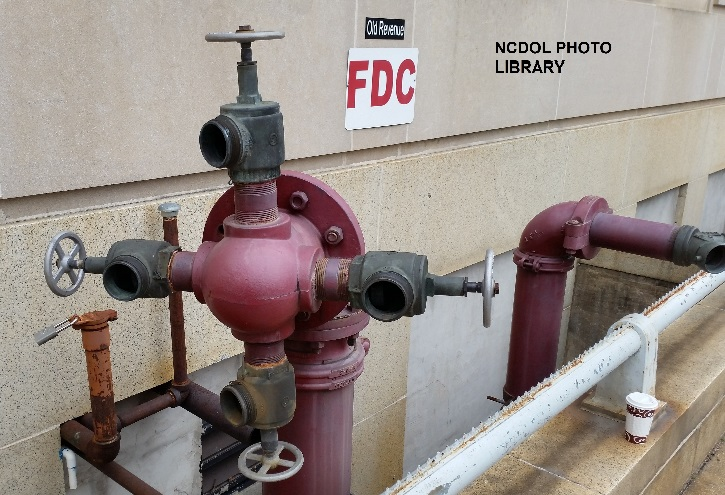 Old Revenue
FDC
NCDOL PHOTO
LIBRARY